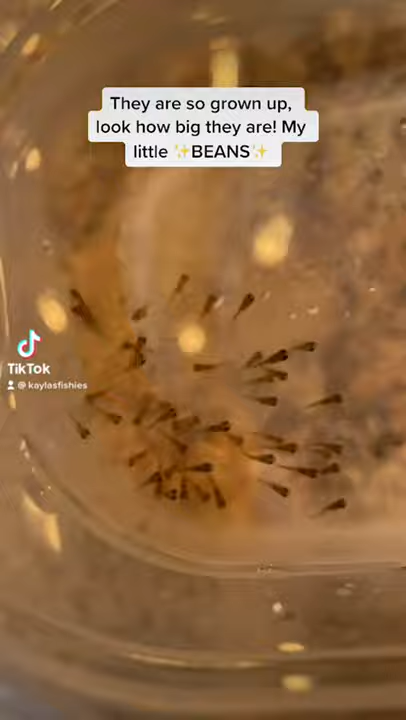 They are so grown up,
look how big they are! My
little ✨BEANS✨
TikTok
@ kaylasfishies